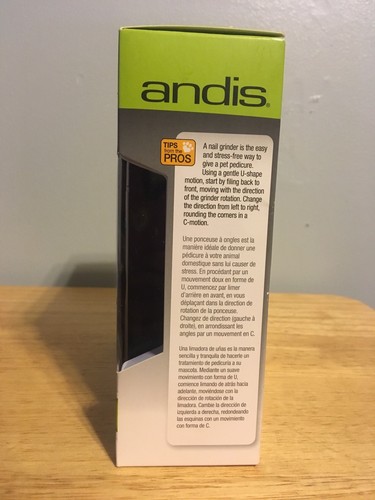 andis®
TIPS
from the
PROS
A nail grinder is the easy
and stress-free way to
give a pet pedicure.
Using a gentle U-shape
motion, start by filing back to
front, moving with the direction
of the grinder rotation. Change
the direction from left to right,
rounding the corners in a
C-motion.
Une ponceuse à ongles est la
manière idéale de donner une
pédicure à votre animal
domestique sans lui causer de
stress. En procédant par un
mouvement doux en forme de
U, commencez par limer
d'arrière en avant, en vous
déplaçant dans la direction de
rotation de la ponceuse.
Changez de direction (gauche à
droite), en arrondissant les
angles par un mouvement en C.
Una limadora de uñas es la manera
sencilla y tranquila de hacerle un
tratamiento de pedicuría a su
mascota. Mediante un suave
movimiento con forma de U,
comience limando de atrás hacia
adelante, moviéndose con la
dirección de rotación de la
limadora. Cambie la dirección de
izquierda a derecha, redondeando
las esquinas con un movimiento
con forma de C.